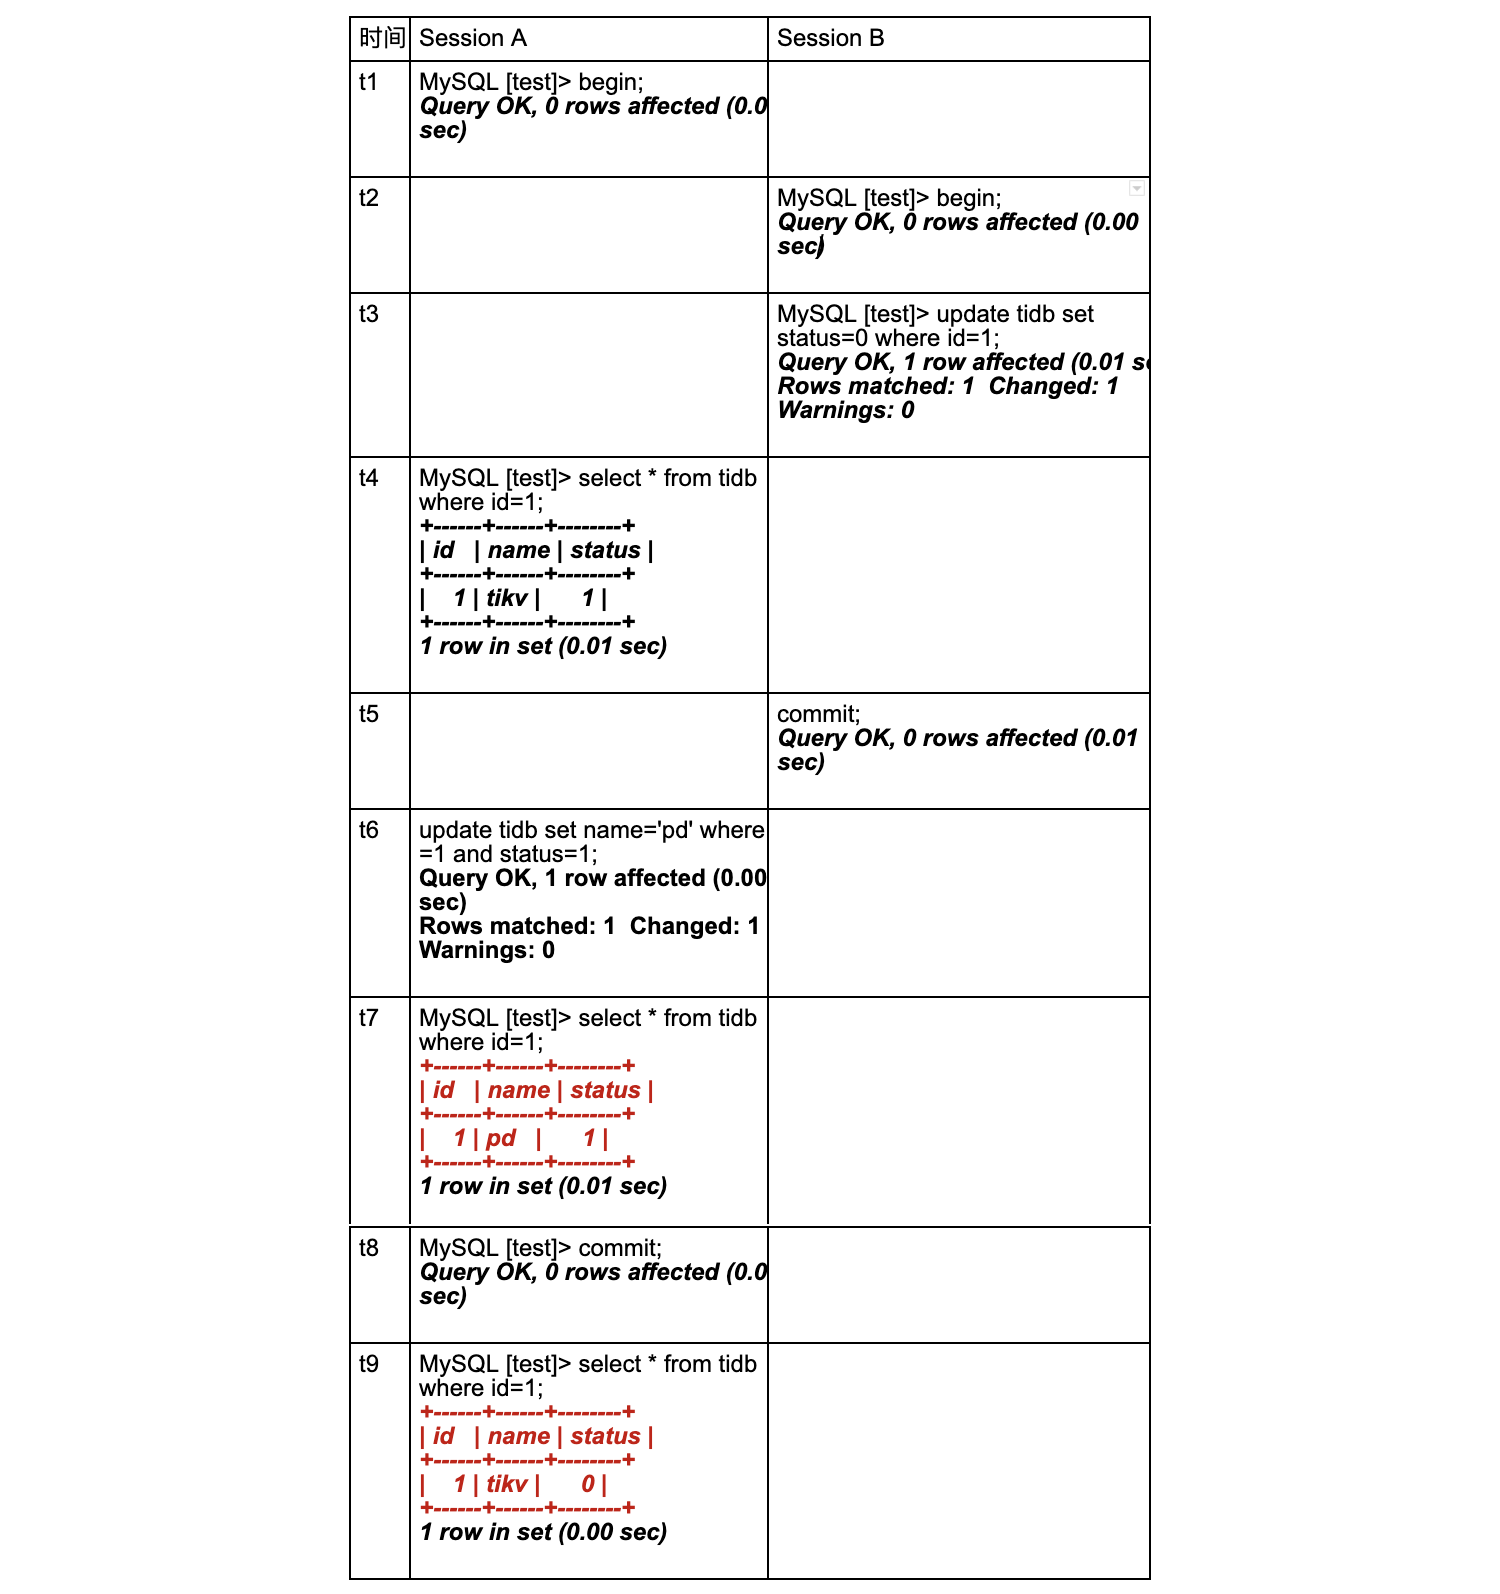 时间 Session A Session B
t1 MySQL [test]> begin;
Query OK, 0 rows affected (0.0
sec)
t2 MySQL [test]> begin;
Query OK, 0 rows affected (0.00
sec)
t3 MySQL [test]> update tidb set
status=0 where id=1;
Query OK, 1 row affected (0.01 s
Rows matched: 1  Changed: 1
Warnings: 0
t4 MySQL [test]> select * from tidb
where id=1;
+------+------+--------+
| id   | name | status |
+------+------+--------+
|    1 | tikv |      1 |
+------+------+--------+
1 row in set (0.01 sec)
t5 commit;
Query OK, 0 rows affected (0.01
sec)
t6 update tidb set name='pd' where
=1 and status=1;
Query OK, 1 row affected (0.00
sec)
Rows matched: 1  Changed: 1
Warnings: 0
t7 MySQL [test]> select * from tidb
where id=1;
+------+------+--------+
| id   | name | status |
+------+------+--------+
|    1 | pd   |      1 |
+------+------+--------+
1 row in set (0.01 sec)
t8 MySQL [test]> commit;
Query OK, 0 rows affected (0.0
sec)
t9 MySQL [test]> select * from tidb
where id=1;
+------+------+--------+
| id   | name | status |
+------+------+--------+
|    1 | tikv |      0 |
+------+------+--------+
1 row in set (0.00 sec)